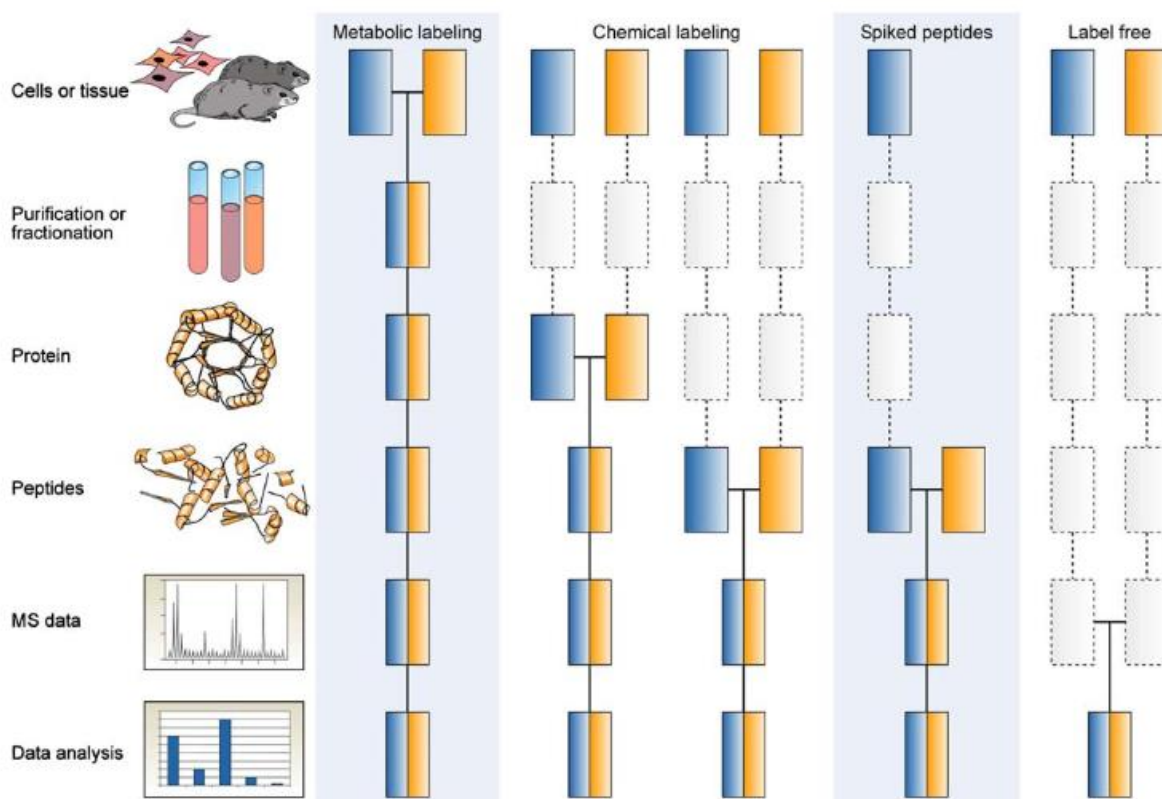 Metabolic labeling
Chemical labeling
Spiked peptides
Label free
Cells or tissue
Purification or
fractionation
Protein
Peptides
MS data
Data analysis